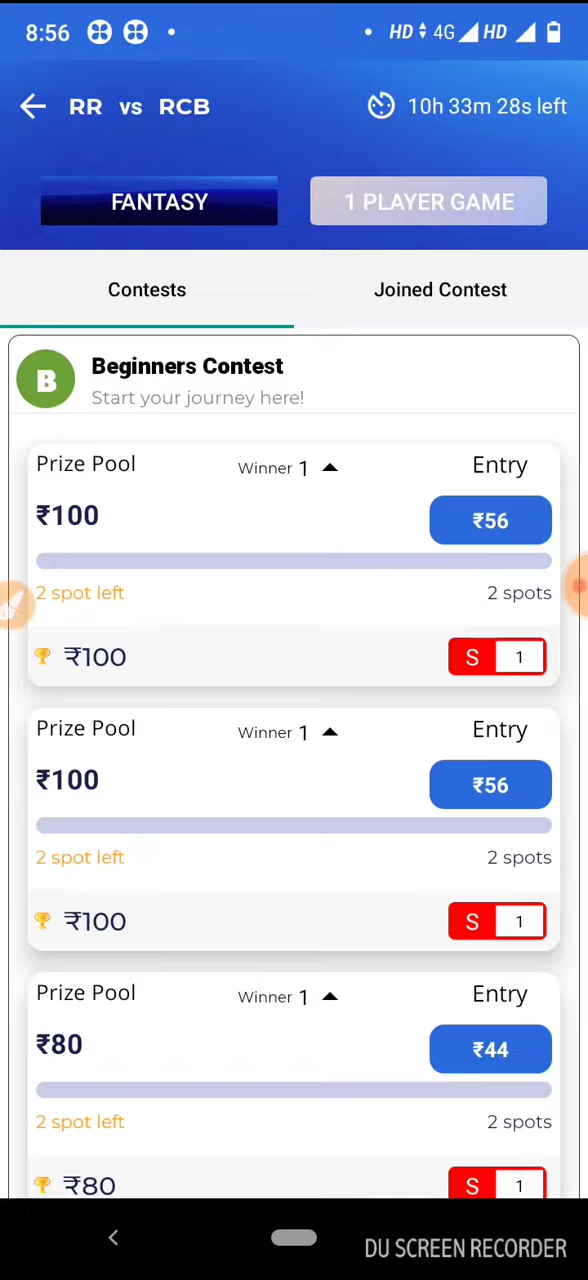 8:56 HD 4G HD
RR vs RCB 10h 33m 28s left
FANTASY 1 PLAYER GAME
Contests Joined Contest
B Beginners Contest
Start your journey here!
Prize Pool Winner 1 Entry
₹100 ₹56
2 spot left 2 spots
₹100 S 1
Prize Pool Winner 1 Entry
₹100 ₹56
2 spot left 2 spots
₹100 S 1
Prize Pool Winner 1 Entry
₹80 ₹44
2 spot left 2 spots
₹80 S 1
DU SCREEN RECORDER